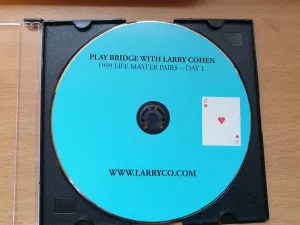 PLAY BRIDGE WITH LARRY COHEN
1999 LIFE MASTER PAIRS - DAY 1
A
A
WWW.LARRYCO.COM